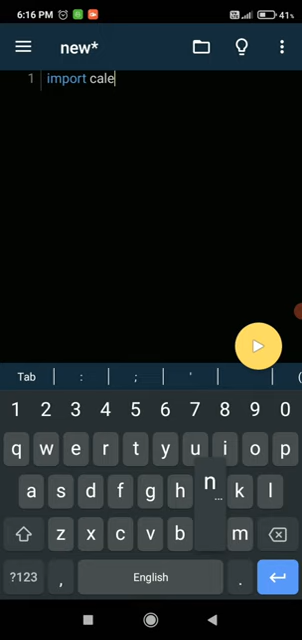 6:16 PM 41%
new*
1 import cale
Tab : ; ' (
1 2 3 4 5 6 7 8 9 0
q w e r t y u i o p
a s d f g h n ... k l
z x c v b m
?123 , English .